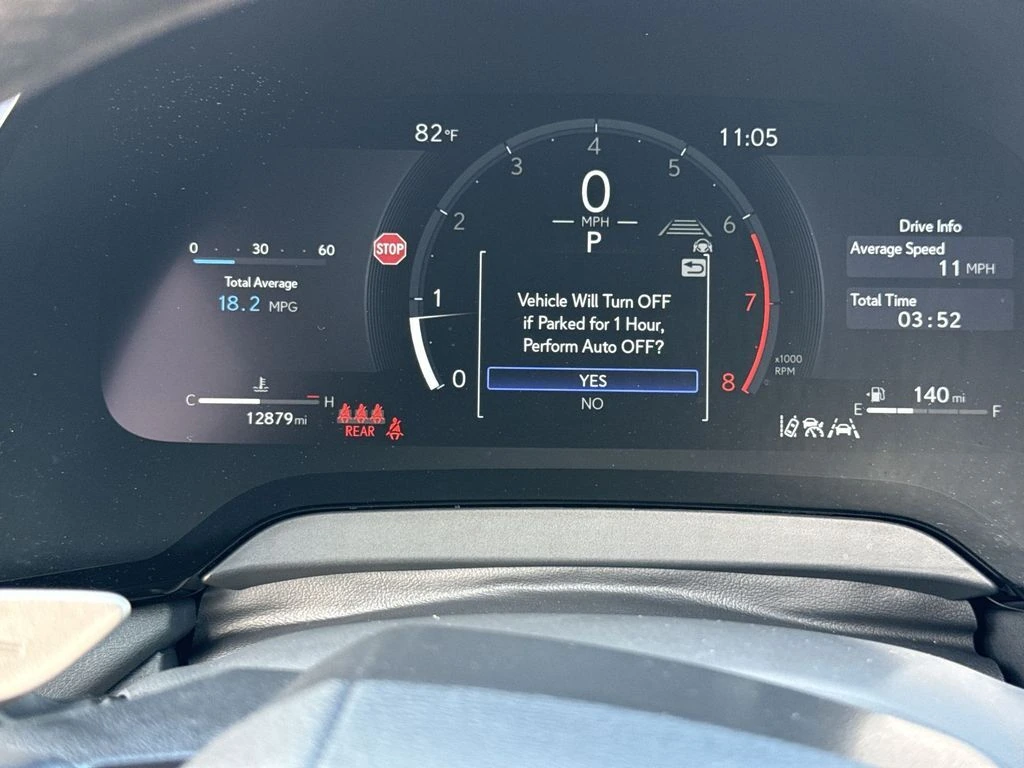 82°F
11:05
4
3
5
0
MPH
2
6
P
Drive Info
STOP
0 30 60
Average Speed
11 MPH
Total Average
18.2 MPG
1
Vehicle Will Turn OFF
if Parked for 1 Hour,
Perform Auto OFF?
7
Total Time
03:52
x1000
RPM
0
YES
8
NO
C H
12879 mi
REAR
140 mi
E F